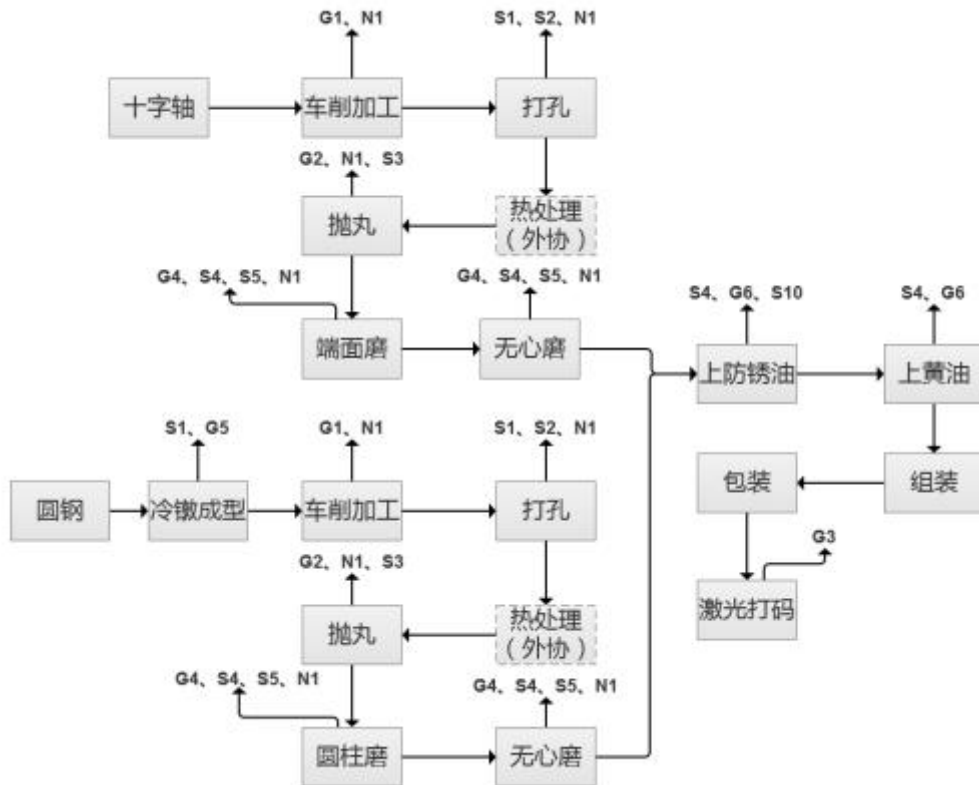 G1、N1
S1、S2、N1
十字轴
车削加工
打孔
G2、N1、S3
抛丸
热处理
（外协）
G4、S4、S5、N1
G4、S4、S5、N1
S4、G6、S10
S4、G6
端面磨
无心磨
上防锈油
上黄油
S1、G5
G1、N1
S1、S2、N1
包装
组装
圆钢
冷镦成型
车削加工
打孔
G3
G2、N1、S3
激光打码
抛丸
热处理
（外协）
G4、S4、S5、N1
G4、S4、S5、N1
圆柱磨
无心磨